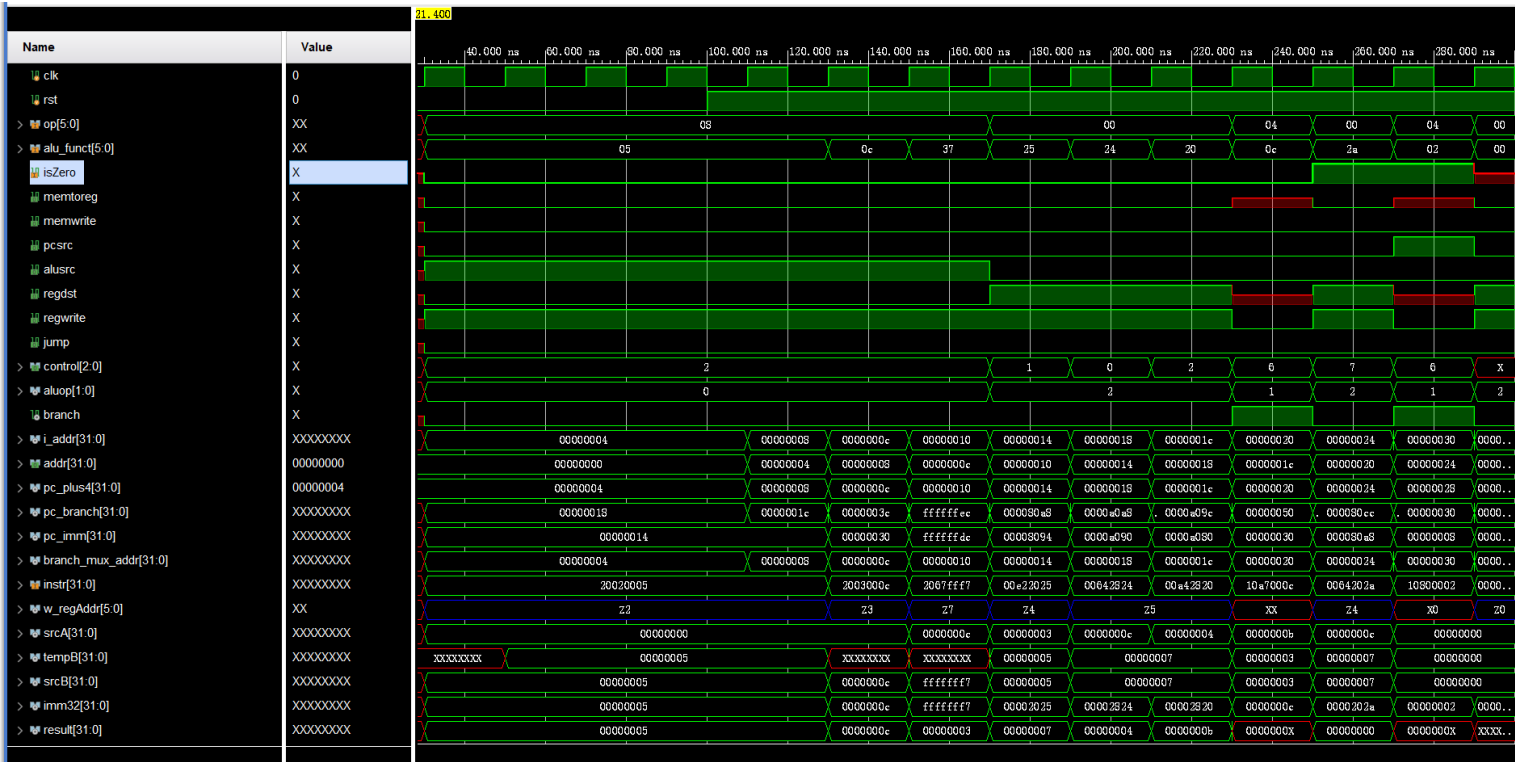 21.400
Name Value
40.000 ns 60.000 ns 80.000 ns 100.000 ns 120.000 ns 140.000 ns 160.000 ns 180.000 ns 200.000 ns 220.000 ns 240.000 ns 260.000 ns 280.000 ns
clk 0
rst 0
op[5:0] XX 08 00 04 00 04 00
alu_funct[5:0] XX 05 0c 37 25 24 20 0c 2a 02 00
isZero X
memtoreg X
memwrite X
pcsrc X
alusrc X
regdst X
regwrite X
jump X
control[2:0] X 2 1 0 2 6 7 6 X
aluop[1:0] X 0 2 1 2 1 2
branch X
i_addr[31:0] XXXXXXXX 00000004 00000008 0000000c 00000010 00000014 00000018 0000001c 00000020 00000024 00000030 0000..
addr[31:0] 00000000 00000000 00000004 00000008 0000000c 00000010 00000014 00000018 0000001c 00000020 00000024 0000..
pc_plus4[31:0] 00000004 00000004 00000008 0000000c 00000010 00000014 00000018 0000001c 00000020 00000024 00000028 0000..
pc_branch[31:0] XXXXXXXX 00000018 0000001c 0000003c ffffffec 000080a8 0000a0a8 . 0000a09c 00000050 . 000080cc 00000030 0000..
pc_imm[31:0] XXXXXXXX 00000014 00000030 ffffffdc 00008094 0000a090 0000a080 00000030 000080a8 00000008 0000..
branch_mux_addr[31:0] XXXXXXXX 00000004 00000008 0000000c 00000010 00000014 00000018 0000001c 00000020 00000024 00000030 0000..
instr[31:0] XXXXXXXX 20020005 2003000c 2067fff7 00e22025 00642824 00a42820 10a7000c 0064202a 10800002 0000..
w_regAddr[5:0] XX Z2 Z3 Z7 Z4 Z5 XX Z4 X0 Z0
srcA[31:0] XXXXXXXX 00000000 0000000c 00000003 0000000c 00000004 0000000b 0000000c 00000000
tempB[31:0] XXXXXXXX XXXXXXXX 00000005 XXXXXXXX XXXXXXXX 00000005 00000007 00000003 00000007 00000000
srcB[31:0] XXXXXXXX 00000005 0000000c fffffff7 00000005 00000007 00000003 00000007 00000000
imm32[31:0] XXXXXXXX 00000005 0000000c fffffff7 00002025 00002824 00002820 0000000c 0000202a 00000002 0000..
result[31:0] XXXXXXXX 00000005 0000000c 00000003 00000007 00000004 0000000b 0000000X 00000000 0000000X XXXX..